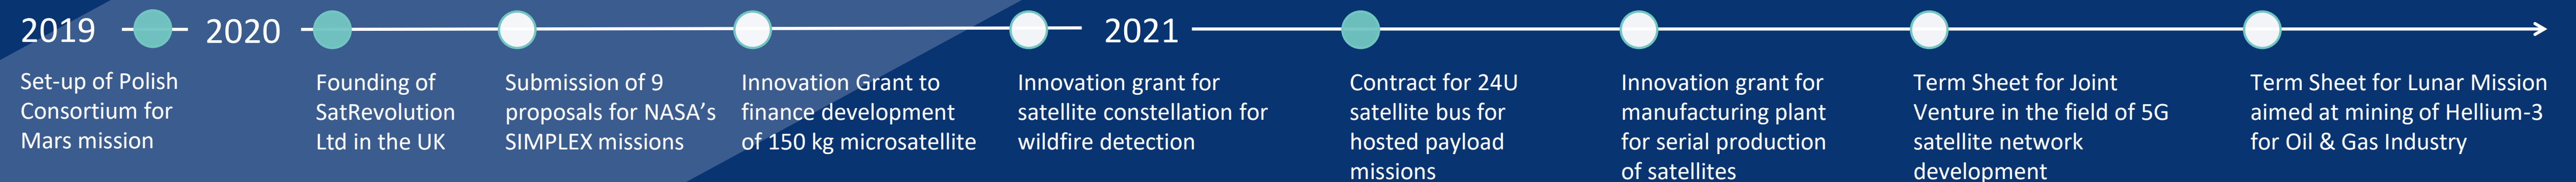 2019
2020
2021
Set-up of Polish
Consortium for
Mars mission
Founding of
SatRevolution
Ltd in the UK
Submission of 9
proposals for NASA’s
SIMPLEX missions
Innovation Grant to
finance development
of 150 kg microsatellite
Innovation grant for
satellite constellation for
wildfire detection
Contract for 24U
satellite bus for
hosted payload
missions
Innovation grant for
manufacturing plant
for serial production
of satellites
Term Sheet for Joint
Venture in the field of 5G
satellite network
development
Term Sheet for Lunar Mission
aimed at mining of Hellium-3
for Oil & Gas Industry